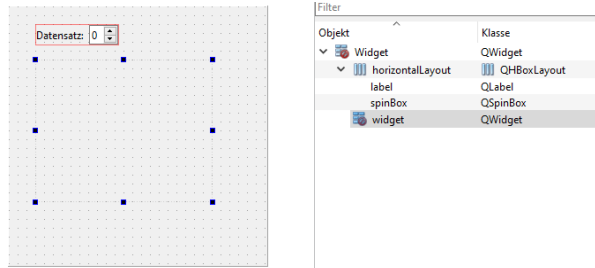 Datensatz: 0
Filter
Objekt Klasse
Widget QWidget
horizontalLayout QHBoxLayout
label QLabel
spinBox QSpinBox
widget QWidget